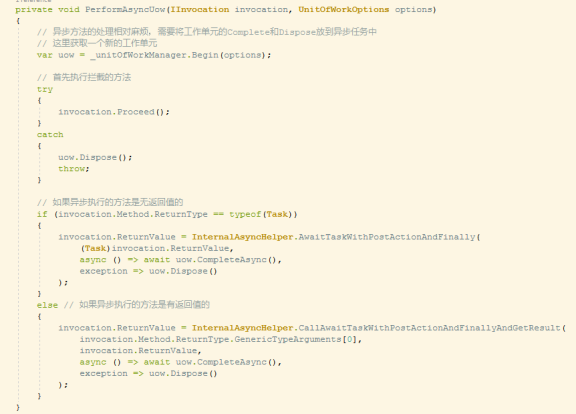 private void PerformAsyncUow(IInvocation invocation, UnitOfWorkOptions options)
{
// 异步方法的处理相对麻烦, 需要将工作单元的Complete和Dispose放到异步任务中
// 这里获取一个新的工作单元
var uow = _unitOfWorkManager.Begin(options);
// 首先执行拦截的方法
try
{
invocation.Proceed();
}
catch
{
uow.Dispose();
throw;
}
// 如果异步执行的方法是无返回值的
if (invocation.Method.ReturnType == typeof(Task))
{
invocation.ReturnValue = InternalAsyncHelper.AwaitTaskWithPostActionAndFinally(
(Task)invocation.ReturnValue,
async () => await uow.CompleteAsync(),
exception => uow.Dispose()
);
}
else // 如果异步执行的方法是有返回值的
{
invocation.ReturnValue = InternalAsyncHelper.CallAwaitTaskWithPostActionAndFinallyAndGetResult(
invocation.Method.ReturnType.GenericTypeArguments[0],
invocation.ReturnValue,
async () => await uow.CompleteAsync(),
exception => uow.Dispose()
);
}
}